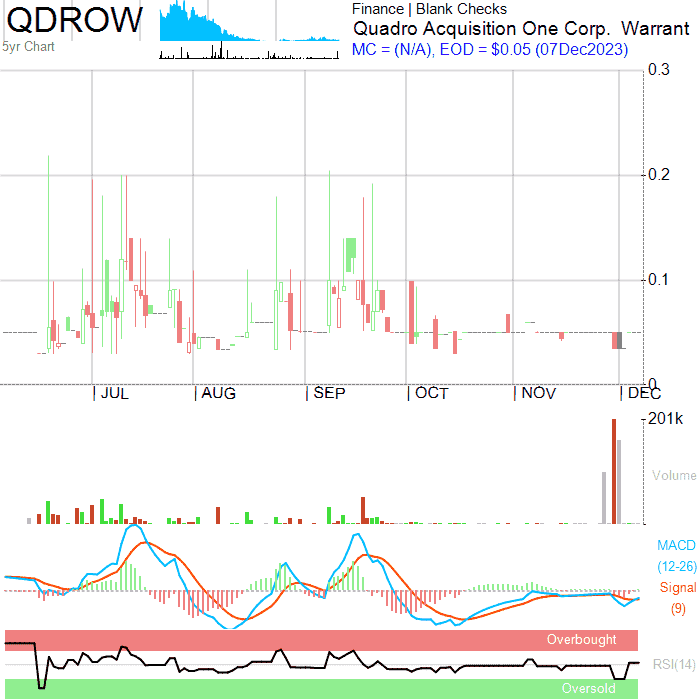 QDROW
5yr Chart
Finance | Blank Checks
Quadro Acquisition One Corp. Warrant
MC = (N/A), EOD = $0.05 (07Dec2023)
0.3
0.2
0.1
0
JUL
AUG
SEP
OCT
NOV
DEC
201k
Volume
MACD
(12-26)
Signal
(9)
Overbought
RSI(14)
Oversold